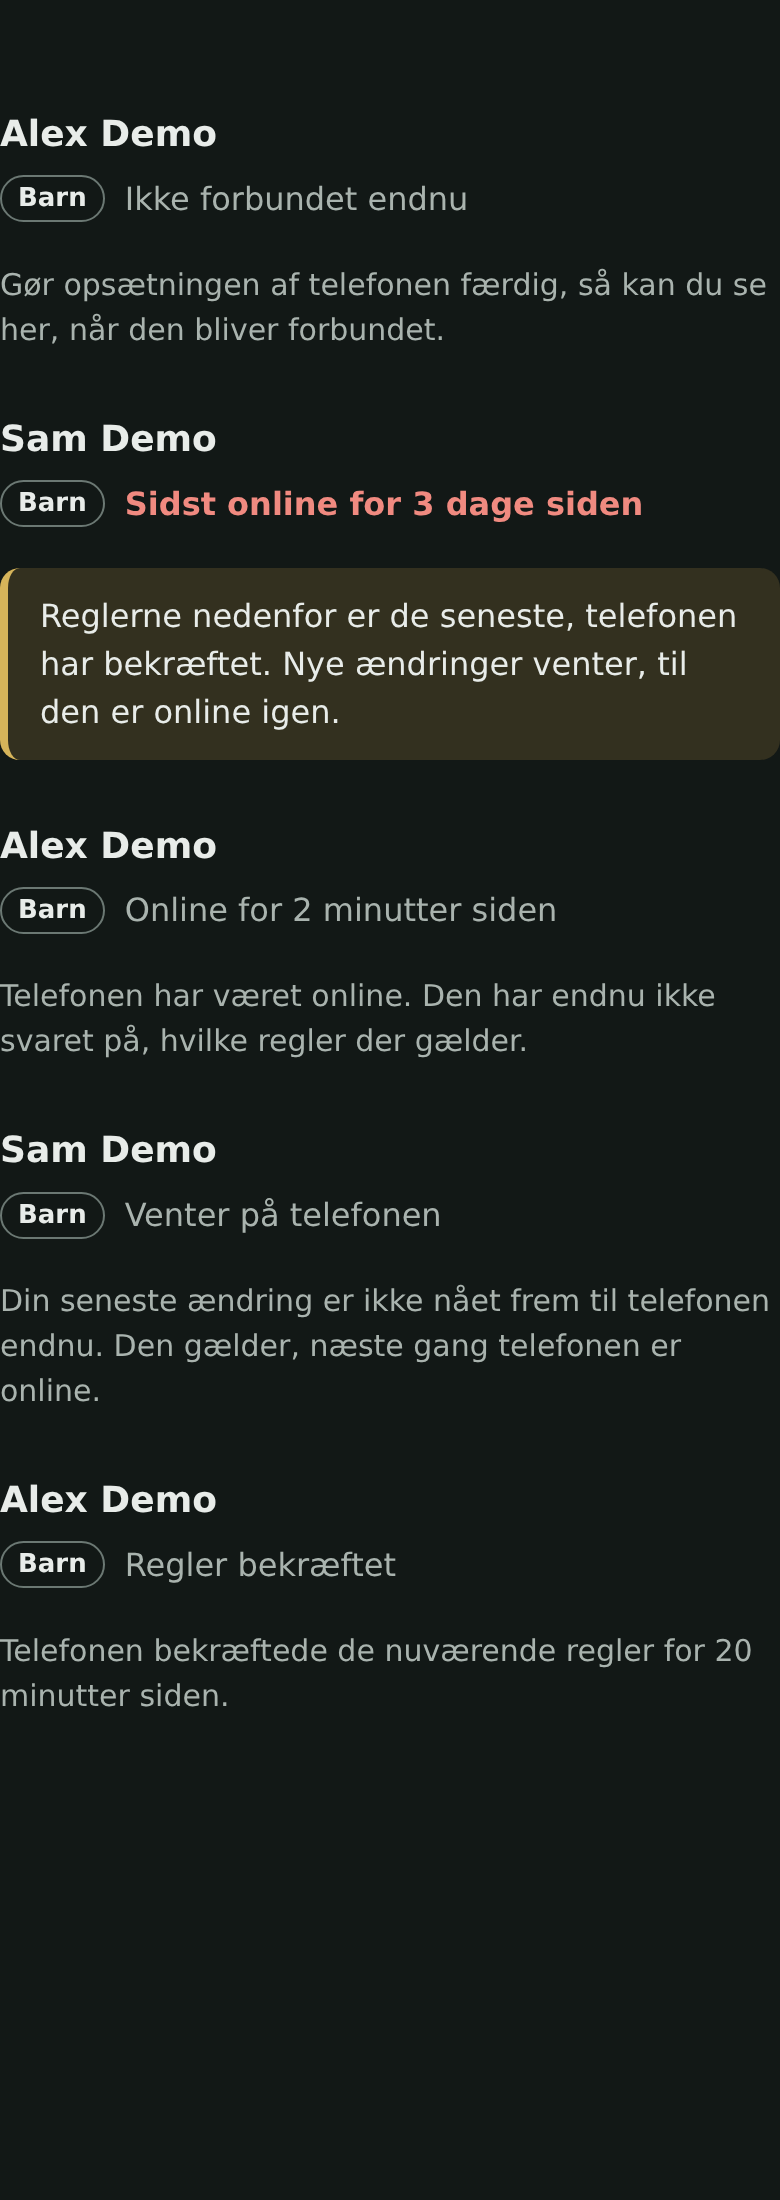 Alex Demo
Barn Ikke forbundet endnu
Gør opsætningen af telefonen færdig, så kan du se
her, når den bliver forbundet.
Sam Demo
Barn Sidst online for 3 dage siden
Reglerne nedenfor er de seneste, telefonen
har bekræftet. Nye ændringer venter, til
den er online igen.
Alex Demo
Barn Online for 2 minutter siden
Telefonen har været online. Den har endnu ikke
svaret på, hvilke regler der gælder.
Sam Demo
Barn Venter på telefonen
Din seneste ændring er ikke nået frem til telefonen
endnu. Den gælder, næste gang telefonen er
online.
Alex Demo
Barn Regler bekræftet
Telefonen bekræftede de nuværende regler for 20
minutter siden.